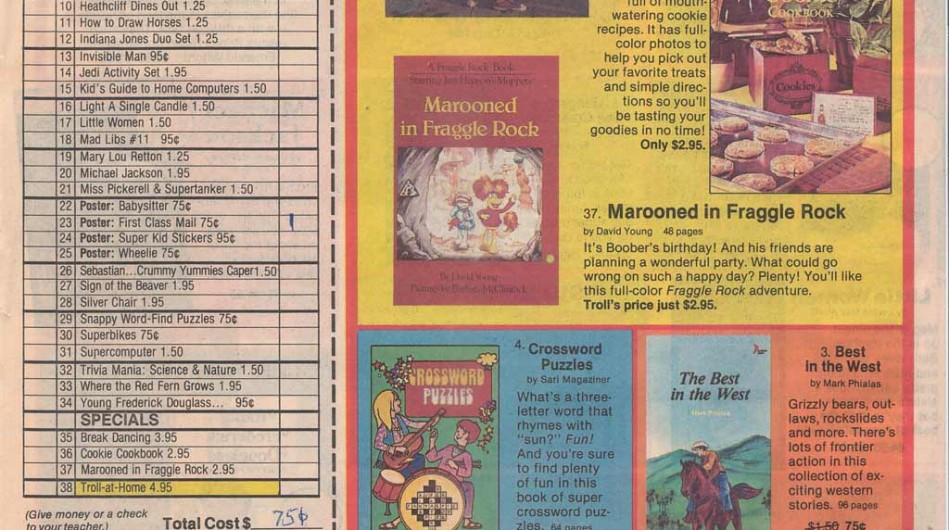 10 Heathcliff Dines Out 1.25
11 How to Draw Horses 1.25
12 Indiana Jones Duo Set 1.25
13 Invisible Man 95¢
14 Jedi Activity Set 1.95
15 Kid's Guide to Home Computers 1.50
16 Light A Single Candle 1.50
17 Little Women 1.50
18 Mad Libs #11 95¢
19 Mary Lou Retton 1.25
20 Michael Jackson 1.95
21 Miss Pickerell & Supertanker 1.50
22 Poster: Babysitter 75¢
23 Poster: First Class Mail 75¢ 1
24 Poster: Super Kid Stickers 95¢
25 Poster: Wheelie 75¢
26 Sebastian...Crummy Yummies Caper 1.50
27 Sign of the Beaver 1.95
28 Silver Chair 1.95
29 Snappy Word-Find Puzzles 75¢
30 Superbikes 75¢
31 Supercomputer 1.50
32 Trivia Mania: Science & Nature 1.50
33 Where the Red Fern Grows 1.95
34 Young Frederick Douglass... 95¢
SPECIALS
35 Break Dancing 3.95
36 Cookie Cookbook 2.95
37 Marooned in Fraggle Rock 2.95
38 Troll-at-Home 4.95
(Give money or a check
to your teacher.)
Total Cost $ 75¢
full of mouth-
watering cookie
recipes. It has full-
color photos to
help you pick out
your favorite treats
and simple direc-
tions so you'll
be tasting your
goodies in no time!
Only $2.95.
COOKBOOK
Cookies
A Fraggle Rock Book
Starring Jim Henson's Muppets
Marooned
in Fraggle Rock
By David Young
Pictures by Barbara McClintock
37. Marooned in Fraggle Rock
by David Young 48 pages
It's Boober's birthday! And his friends are
planning a wonderful party. What could go
wrong on such a happy day? Plenty! You'll like
this full-color Fraggle Rock adventure.
Troll's price just $2.95.
CROSSWORD
PUZZLES
4. Crossword
Puzzles
by Sari Magaziner
What's a three-
letter word that
rhymes with
"sun?" Fun!
And you're sure
to find plenty
of fun in this
book of super
crossword puz-
zles. 64 pages
The Best
in the West
Mark Phialas
3. Best
in the West
by Mark Phialas
Grizzly bears, out-
laws, rockslides
and more. There's
lots of frontier
action in this
collection of ex-
citing western
stories. 96 pages
$1.50 75¢